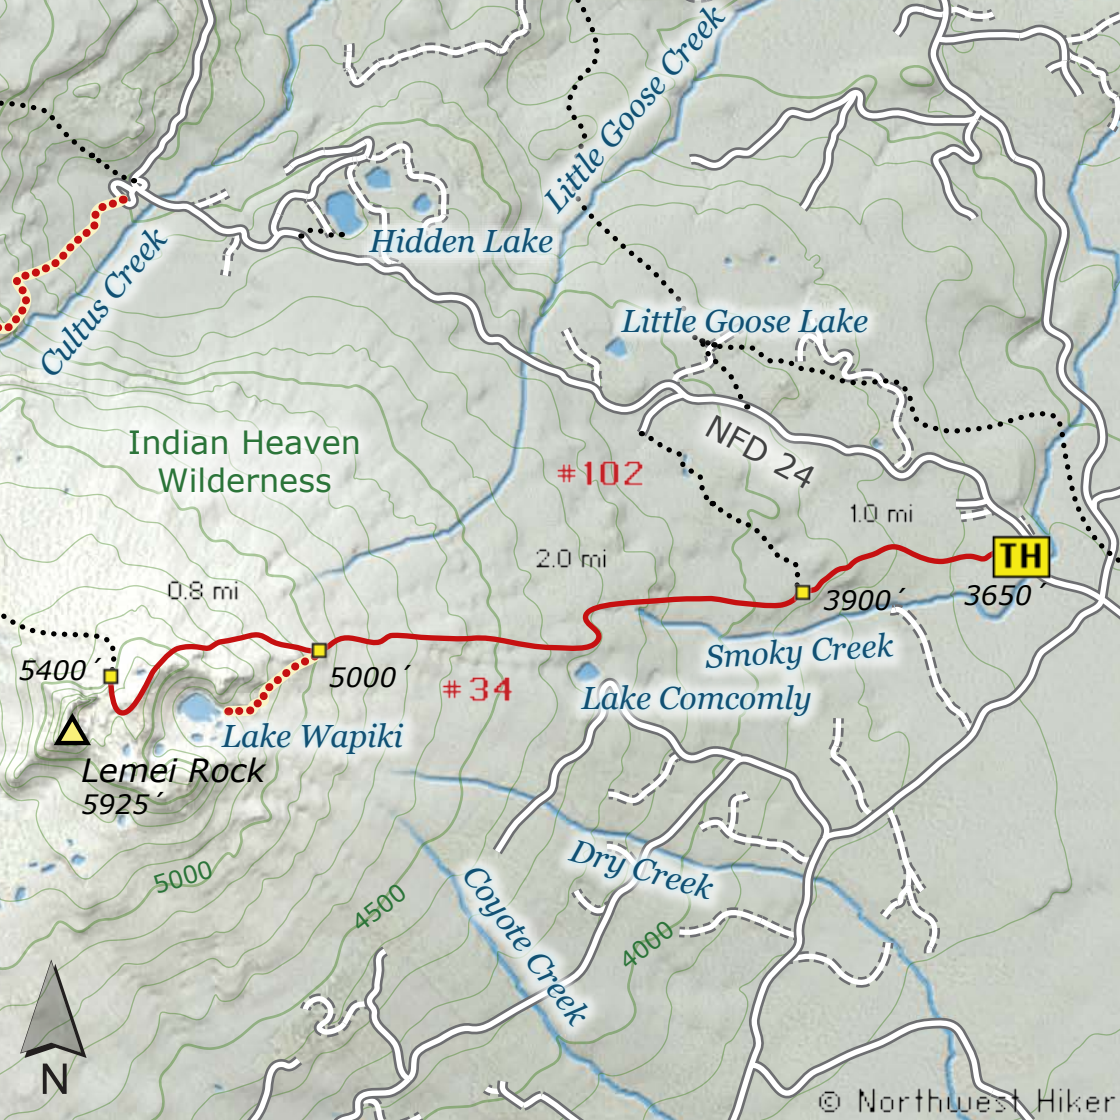 Little Goose Creek
Hidden Lake
Cultus Creek
Little Goose Lake
Indian Heaven
Wilderness
NFD 24
#102
1.0 mi
2.0 mi
TH
0.8 mi
3900´
3650´
5400´
5000´
Smoky Creek
#34
Lake Comcomly
Lake Wapiki
Lemei Rock
5925´
Dry Creek
5000
4500
Coyote Creek
4000
N
© Northwest Hiker